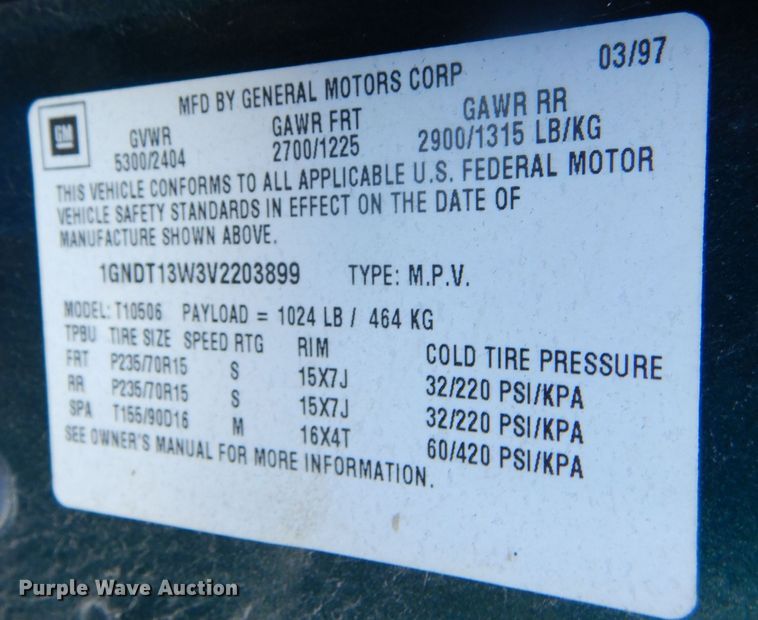 03/97
MFD BY GENERAL MOTORS CORP
GM
GVWR GAWR FRT GAWR RR
5300/2404 2700/1225 2900/1315 LB/KG
THIS VEHICLE CONFORMS TO ALL APPLICABLE U.S. FEDERAL MOTOR
VEHICLE SAFETY STANDARDS IN EFFECT ON THE DATE OF
MANUFACTURE SHOWN ABOVE.
1GNDT13W3V2203899 TYPE: M.P.V.
MODEL: T10506 PAYLOAD = 1024 LB / 464 KG
TPBU TIRE SIZE SPEED RTG RIM COLD TIRE PRESSURE
FRT P235/70R15 S 15X7J 32/220 PSI/KPA
RR P235/70R15 S 15X7J 32/220 PSI/KPA
SPA T155/90D16 M 16X4T 60/420 PSI/KPA
SEE OWNER'S MANUAL FOR MORE INFORMATION.
Purple Wave Auction